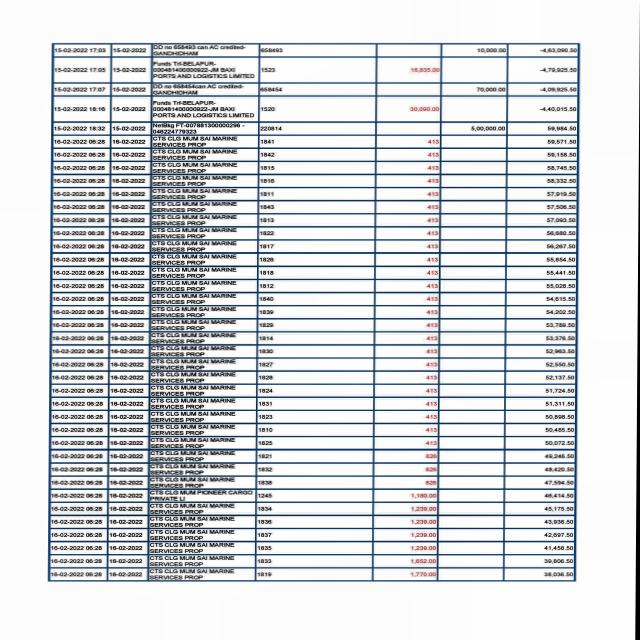 15-02-2022 17:03 15-02-2022 DD no 658493 can AC credited- 658493 10,000.00 -4,63,090.50
GANDHIDHAM
Funds Trf-BELAPUR-
15-02-2022 17:05 15-02-2022 000481400000922-JM BAXI 1523 16,835.00 -4,79,925.50
PORTS AND LOGISTICS LIMITED
15-02-2022 17:07 15-02-2022 DD no 658454can AC credited- 658454 70,000.00 -4,09,925.50
GANDHIDHAM
Funds Trf-BELAPUR-
15-02-2022 18:16 15-02-2022 000481400000922-JM BAXI 1520 30,090.00 -4,40,015.50
PORTS AND LOGISTICS LIMITED
15-02-2022 18:32 15-02-2022 NetBkg FT-007881300000296 - 220814 5,00,000.00 59,984.50
046224779323
16-02-2022 06:28 16-02-2022 CTS CLG MUM SAI MARINE 1841 413 59,571.50
SERVICES PROP
16-02-2022 06:28 16-02-2022 CTS CLG MUM SAI MARINE 1842 413 59,158.50
SERVICES PROP
16-02-2022 06:28 16-02-2022 CTS CLG MUM SAI MARINE 1815 413 58,745.50
SERVICES PROP
16-02-2022 06:28 16-02-2022 CTS CLG MUM SAI MARINE 1816 413 58,332.50
SERVICES PROP
16-02-2022 06:28 16-02-2022 CTS CLG MUM SAI MARINE 1811 413 57,919.50
SERVICES PROP
16-02-2022 06:28 16-02-2022 CTS CLG MUM SAI MARINE 1843 413 57,506.50
SERVICES PROP
16-02-2022 06:28 16-02-2022 CTS CLG MUM SAI MARINE 1813 413 57,093.50
SERVICES PROP
16-02-2022 06:28 16-02-2022 CTS CLG MUM SAI MARINE 1822 413 56,680.50
SERVICES PROP
16-02-2022 06:28 16-02-2022 CTS CLG MUM SAI MARINE 1817 413 56,267.50
SERVICES PROP
16-02-2022 06:28 16-02-2022 CTS CLG MUM SAI MARINE 1826 413 55,854.50
SERVICES PROP
16-02-2022 06:28 16-02-2022 CTS CLG MUM SAI MARINE 1818 413 55,441.50
SERVICES PROP
16-02-2022 06:28 16-02-2022 CTS CLG MUM SAI MARINE 1812 413 55,028.50
SERVICES PROP
16-02-2022 06:28 16-02-2022 CTS CLG MUM SAI MARINE 1840 413 54,615.50
SERVICES PROP
16-02-2022 06:28 16-02-2022 CTS CLG MUM SAI MARINE 1839 413 54,202.50
SERVICES PROP
16-02-2022 06:28 16-02-2022 CTS CLG MUM SAI MARINE 1829 413 53,789.50
SERVICES PROP
16-02-2022 06:28 16-02-2022 CTS CLG MUM SAI MARINE 1814 413 53,376.50
SERVICES PROP
16-02-2022 06:28 16-02-2022 CTS CLG MUM SAI MARINE 1830 413 52,963.50
SERVICES PROP
16-02-2022 06:28 16-02-2022 CTS CLG MUM SAI MARINE 1827 413 52,550.50
SERVICES PROP
16-02-2022 06:28 16-02-2022 CTS CLG MUM SAI MARINE 1828 413 52,137.50
SERVICES PROP
16-02-2022 06:28 16-02-2022 CTS CLG MUM SAI MARINE 1824 413 51,724.50
SERVICES PROP
16-02-2022 06:28 16-02-2022 CTS CLG MUM SAI MARINE 1831 413 51,311.50
SERVICES PROP
16-02-2022 06:28 16-02-2022 CTS CLG MUM SAI MARINE 1823 413 50,898.50
SERVICES PROP
16-02-2022 06:28 16-02-2022 CTS CLG MUM SAI MARINE 1810 413 50,485.50
SERVICES PROP
16-02-2022 06:28 16-02-2022 CTS CLG MUM SAI MARINE 1825 413 50,072.50
SERVICES PROP
16-02-2022 06:28 16-02-2022 CTS CLG MUM SAI MARINE 1821 826 49,246.50
SERVICES PROP
16-02-2022 06:28 16-02-2022 CTS CLG MUM SAI MARINE 1832 826 48,420.50
SERVICES PROP
16-02-2022 06:28 16-02-2022 CTS CLG MUM SAI MARINE 1838 826 47,594.50
SERVICES PROP
16-02-2022 06:28 16-02-2022 CTS CLG MUM PIONEER CARGO 1245 1,180.00 46,414.50
PRIVATE LI
16-02-2022 06:28 16-02-2022 CTS CLG MUM SAI MARINE 1834 1,239.00 45,175.50
SERVICES PROP
16-02-2022 06:28 16-02-2022 CTS CLG MUM SAI MARINE 1836 1,239.00 43,936.50
SERVICES PROP
16-02-2022 06:28 16-02-2022 CTS CLG MUM SAI MARINE 1837 1,239.00 42,697.50
SERVICES PROP
16-02-2022 06:28 16-02-2022 CTS CLG MUM SAI MARINE 1835 1,239.00 41,458.50
SERVICES PROP
16-02-2022 06:28 16-02-2022 CTS CLG MUM SAI MARINE 1833 1,652.00 39,806.50
SERVICES PROP
16-02-2022 06:28 16-02-2022 CTS CLG MUM SAI MARINE 1819 1,770.00 38,036.50
SERVICES PROP